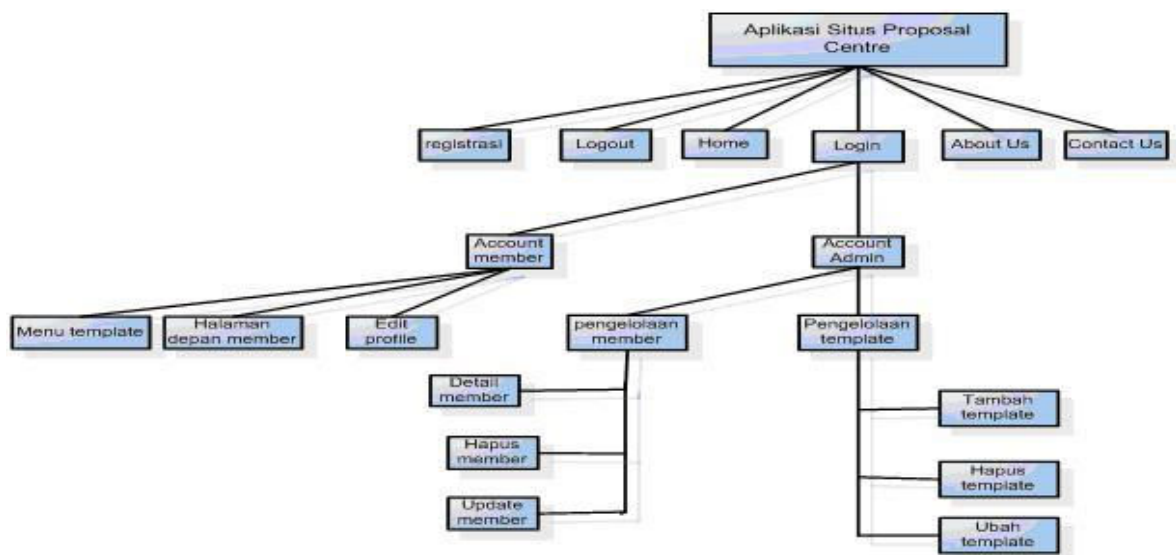 Aplikasi Situs Proposal
Centre
registrasi
Logout
Home
Login
About Us
Contact Us
Account
member
Account
Admin
Menu template
Halaman
depan member
Edit
profile
pengelolaan
member
Pengelolaan
template
Detail
member
Hapus
member
Update
member
Tambah
template
Hapus
template
Ubah
template